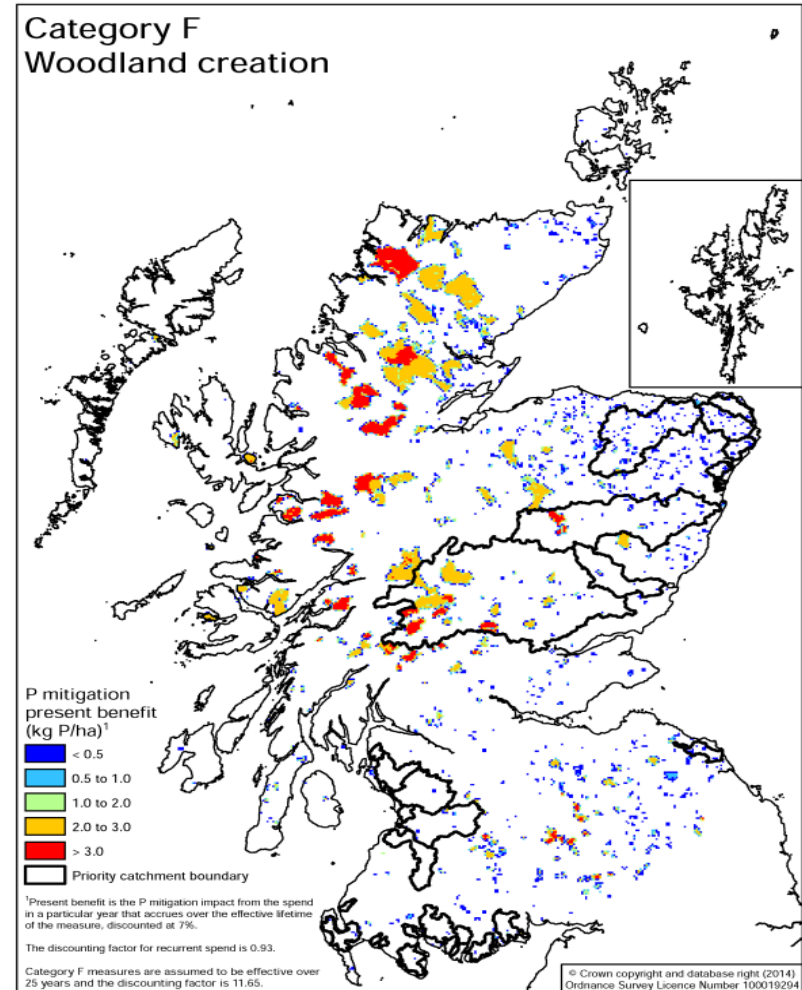 Category F
Woodland creation
P mitigation
present benefit
(kg P/ha)¹
< 0.5
0.5 to 1.0
1.0 to 2.0
2.0 to 3.0
> 3.0
Priority catchment boundary
¹Present benefit is the P mitigation impact from the spend
in a particular year that accrues over the effective lifetime
of the measure, discounted at 7%.
The discounting factor for recurrent spend is 0.93.
Category F measures are assumed to be effective over
25 years and the discounting factor is 11.65.
© Crown copyright and database right (2014)
Ordnance Survey Licence Number 100019294